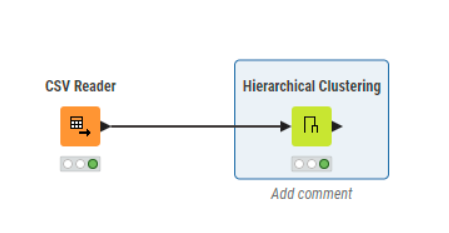 CSV Reader
Hierarchical Clustering
Add comment